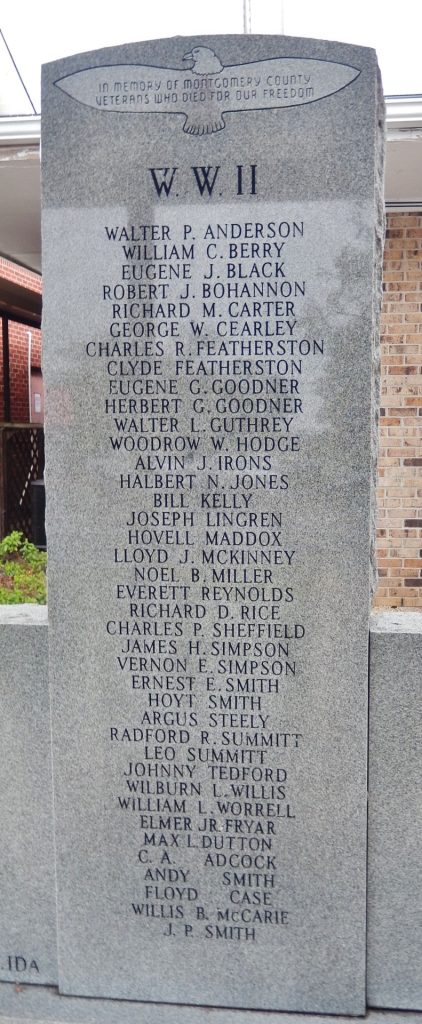 IN MEMORY OF MONTGOMERY COUNTY
VETERANS WHO DIED FOR OUR FREEDOM
W.W.II
WALTER P. ANDERSON
WILLIAM C. BERRY
EUGENE J. BLACK
ROBERT J. BOHANNON
RICHARD M. CARTER
GEORGE W. CEARLEY
CHARLES R. FEATHERSTON
CLYDE FEATHERSTON
EUGENE G. GOODNER
HERBERT G. GOODNER
WALTER L. GUTHREY
WOODROW W. HODGE
ALVIN J. IRONS
HALBERT N. JONES
BILL KELLY
JOSEPH LINGREN
HOVELL MADDOX
LLOYD J. MCKINNEY
NOEL B. MILLER
EVERETT REYNOLDS
RICHARD D. RICE
CHARLES P. SHEFFIELD
JAMES H. SIMPSON
VERNON E. SIMPSON
ERNEST E. SMITH
HOYT SMITH
ARGUS STEELY
RADFORD R. SUMMITT
LEO SUMMITT
JOHNNY TEDFORD
WILBURN L. WILLIS
WILLIAM L. WORRELL
ELMER JR. FRYAR
MAX L. DUTTON
C. A. ADCOCK
ANDY SMITH
FLOYD CASE
WILLIS B. McCARIE
J. P. SMITH
. IDA